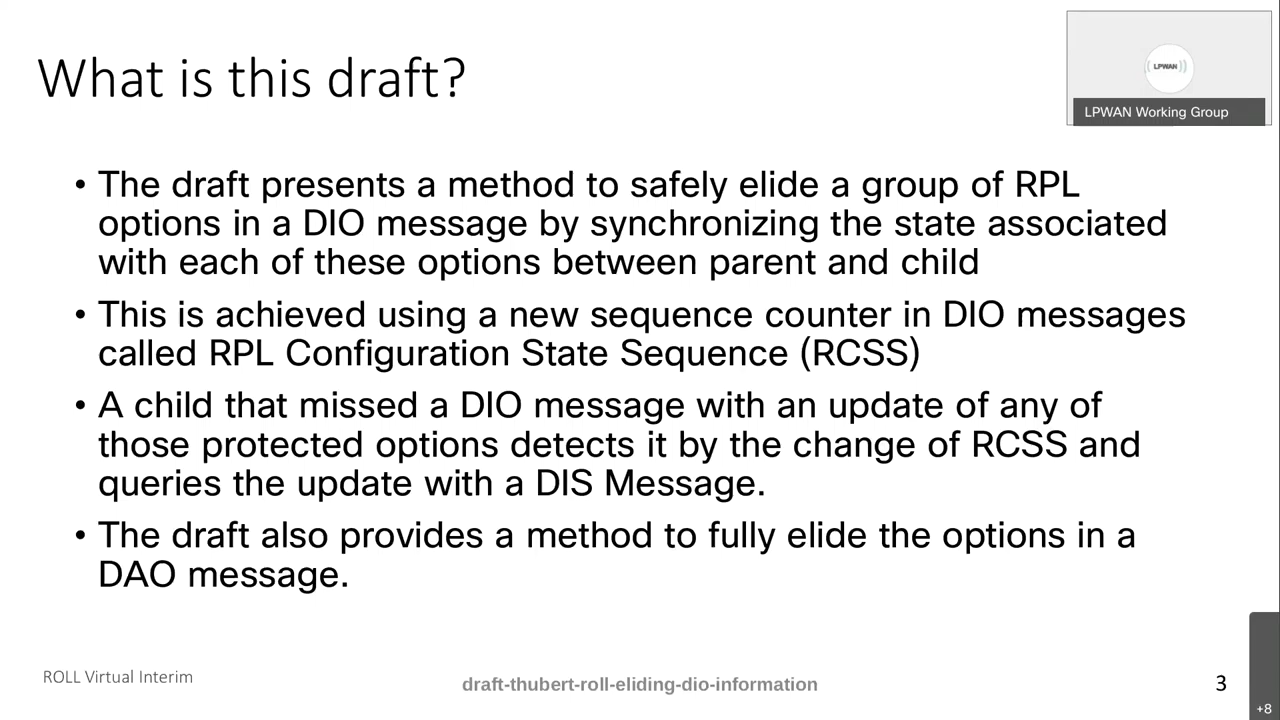 What is this draft?
LPWAN
LPWAN Working Group
• The draft presents a method to safely elide a group of RPL
options in a DIO message by synchronizing the state associated
with each of these options between parent and child
• This is achieved using a new sequence counter in DIO messages
called RPL Configuration State Sequence (RCSS)
• A child that missed a DIO message with an update of any of
those protected options detects it by the change of RCSS and
queries the update with a DIS Message.
• The draft also provides a method to fully elide the options in a
DAO message.
ROLL Virtual Interim
draft-thubert-roll-eliding-dio-information
3
+8